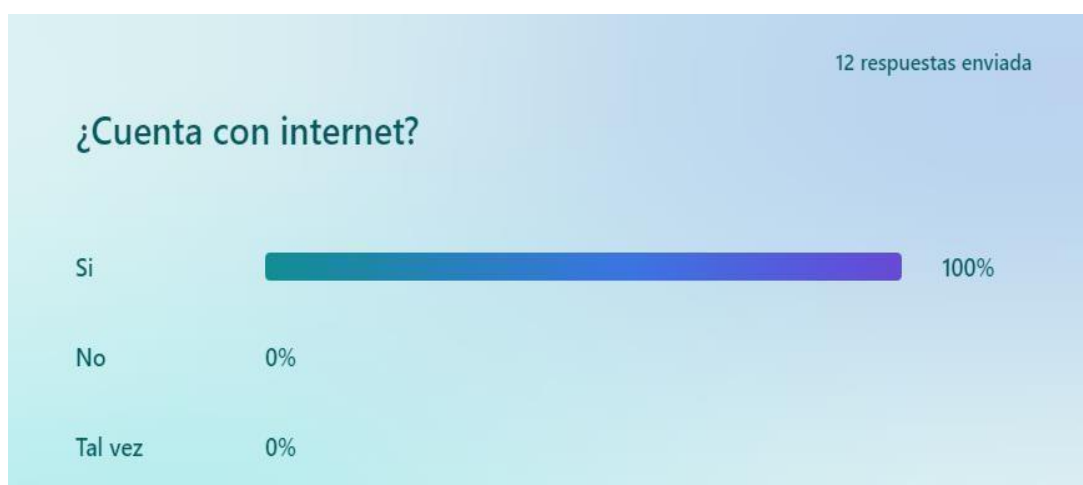 12 respuestas enviada
¿Cuenta con internet?
Si 100%
No 0%
Tal vez 0%